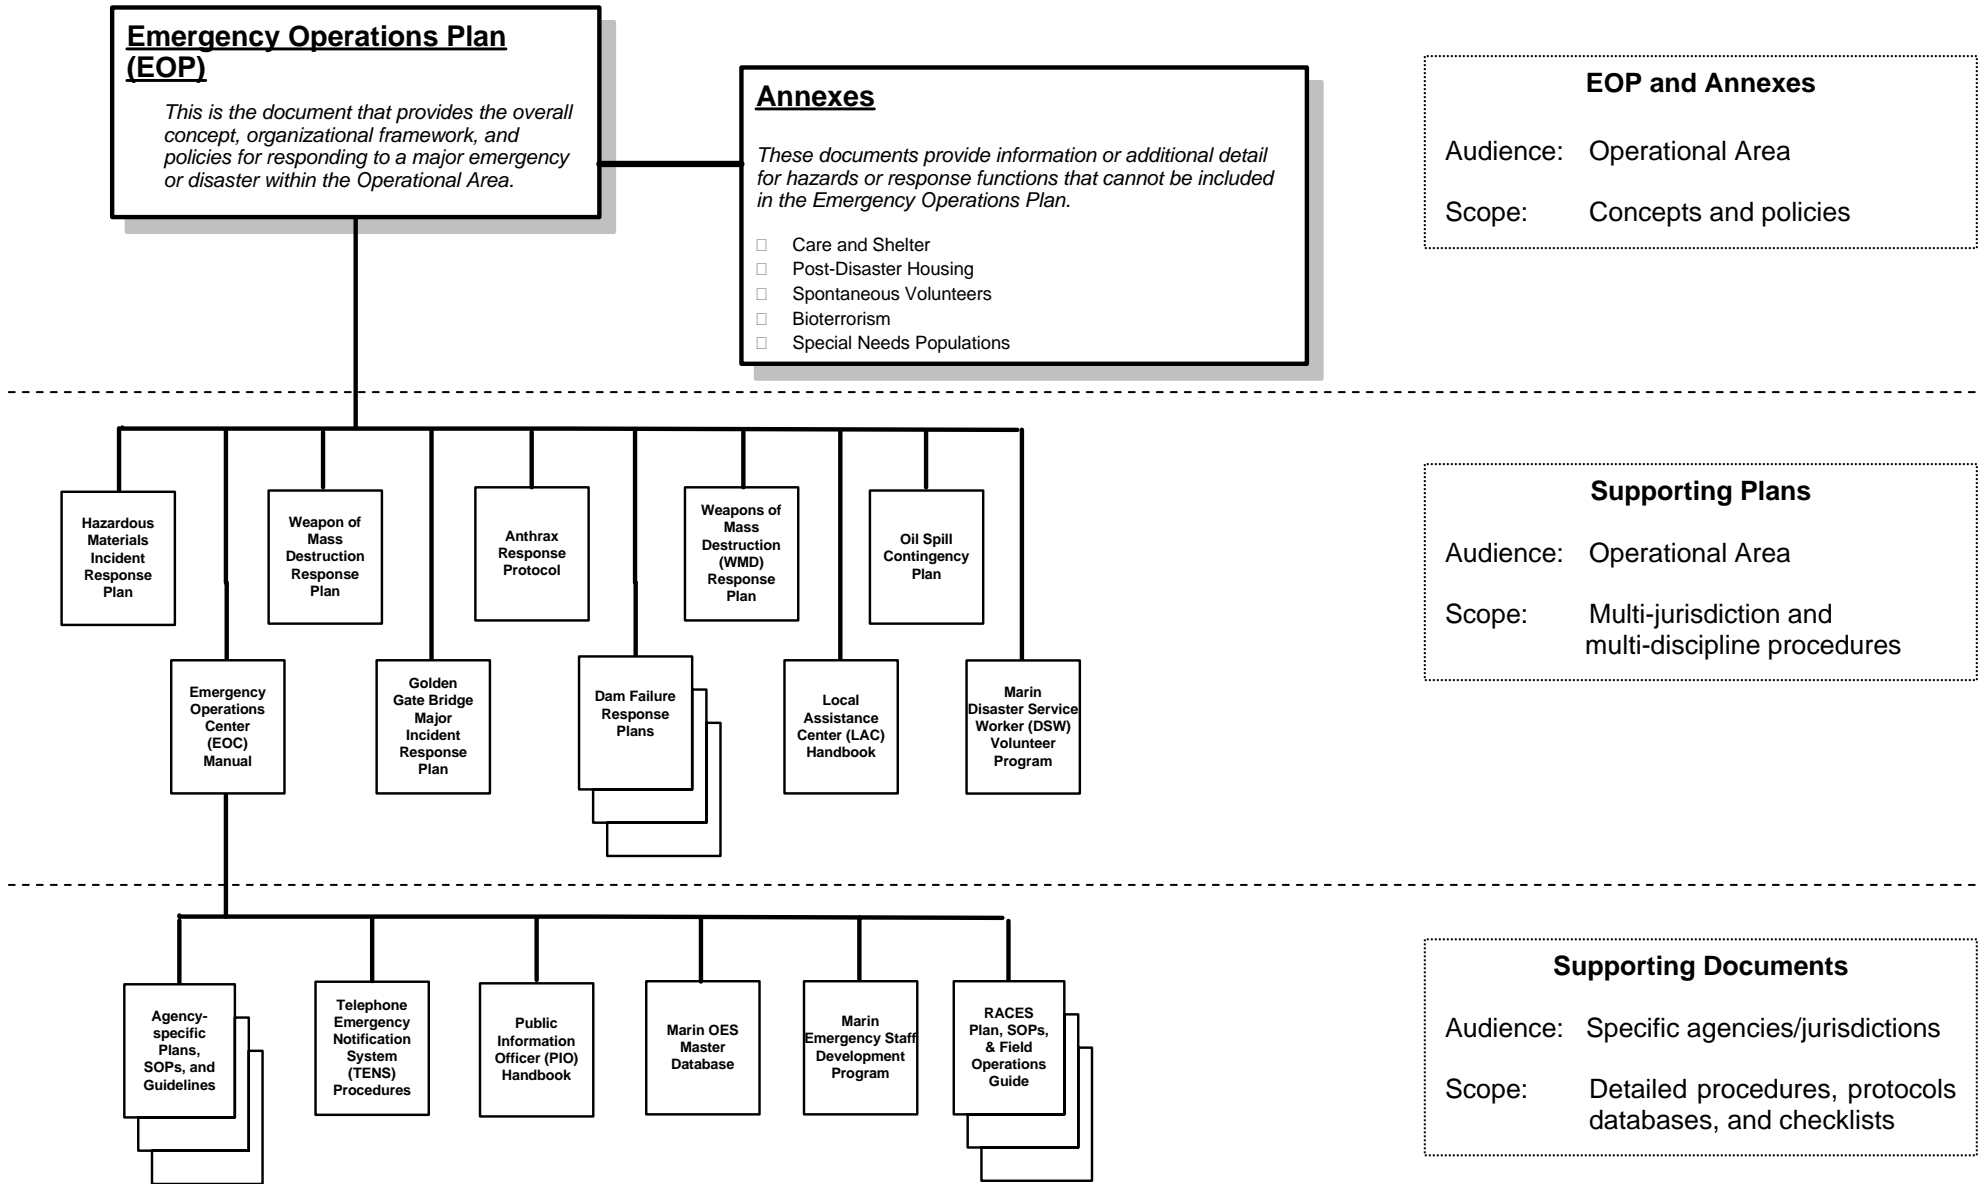 Emergency Operations Plan
(EOP)
This is the document that provides the overall
concept, organizational framework, and
policies for responding to a major emergency
or disaster within the Operational Area.
Annexes
These documents provide information or additional detail
for hazards or response functions that cannot be included
in the Emergency Operations Plan.
Care and Shelter
Post-Disaster Housing
Spontaneous Volunteers
Bioterrorism
Special Needs Populations
EOP and Annexes
Audience: Operational Area
Scope: Concepts and policies
Hazardous
Materials
Incident
Response
Plan
Weapon of
Mass
Destruction
Response
Plan
Anthrax
Response
Protocol
Weapons of
Mass
Destruction
(WMD)
Response
Plan
Oil Spill
Contingency
Plan
Emergency
Operations
Center
(EOC)
Manual
Golden
Gate Bridge
Major
Incident
Response
Plan
Dam Failure
Response
Plans
Local
Assistance
Center (LAC)
Handbook
Marin
Disaster Service
Worker (DSW)
Volunteer
Program
Supporting Plans
Audience: Operational Area
Scope: Multi-jurisdiction and
multi-discipline procedures
Agency-
specific
Plans,
SOPs, and
Guidelines
Telephone
Emergency
Notification
System
(TENS)
Procedures
Public
Information
Officer (PIO)
Handbook
Marin OES
Master
Database
Marin
Emergency Staff
Development
Program
RACES
Plan, SOPs,
& Field
Operations
Guide
Supporting Documents
Audience: Specific agencies/jurisdictions
Scope: Detailed procedures, protocols
databases, and checklists